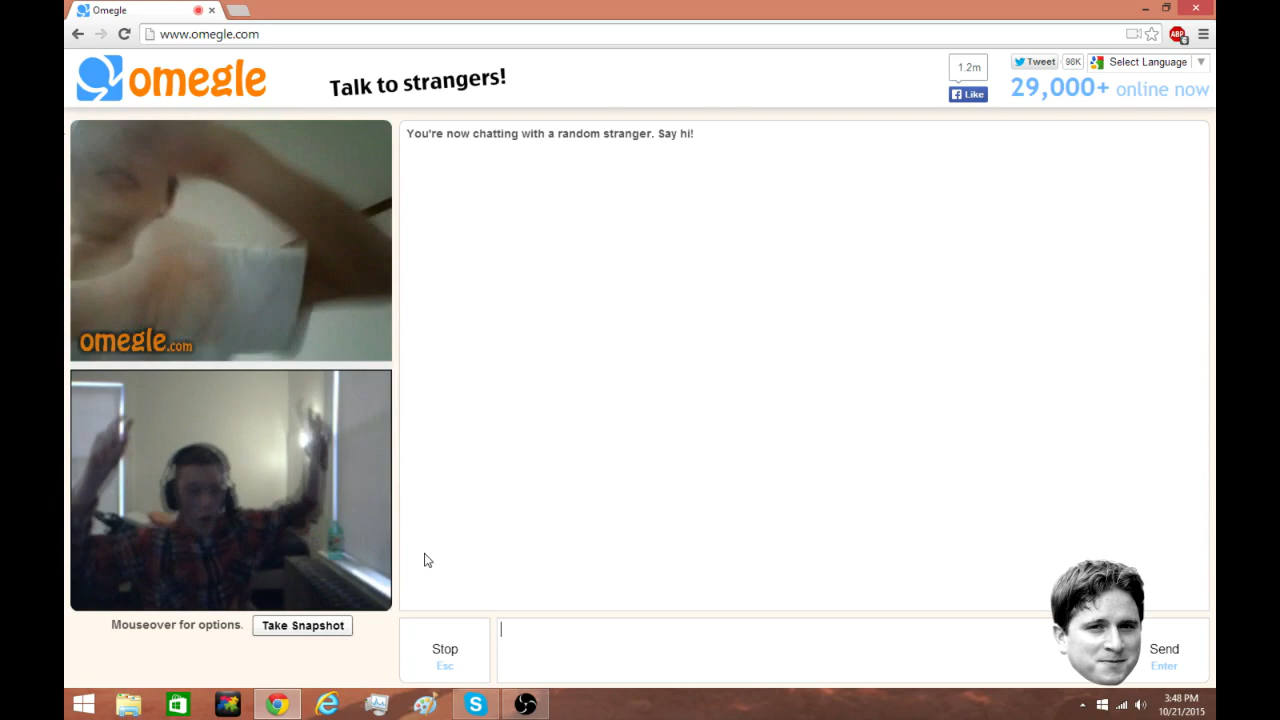 Omegle
www.omegle.com
ABP
omegle
Talk to strangers!
1.2m
Like
Tweet
98K
Select Language
29,000+ online now
You're now chatting with a random stranger. Say hi!
omegle.com
Mouseover for options.
Take Snapshot
Stop
Esc
Send
Enter
3:48 PM
10/21/2015